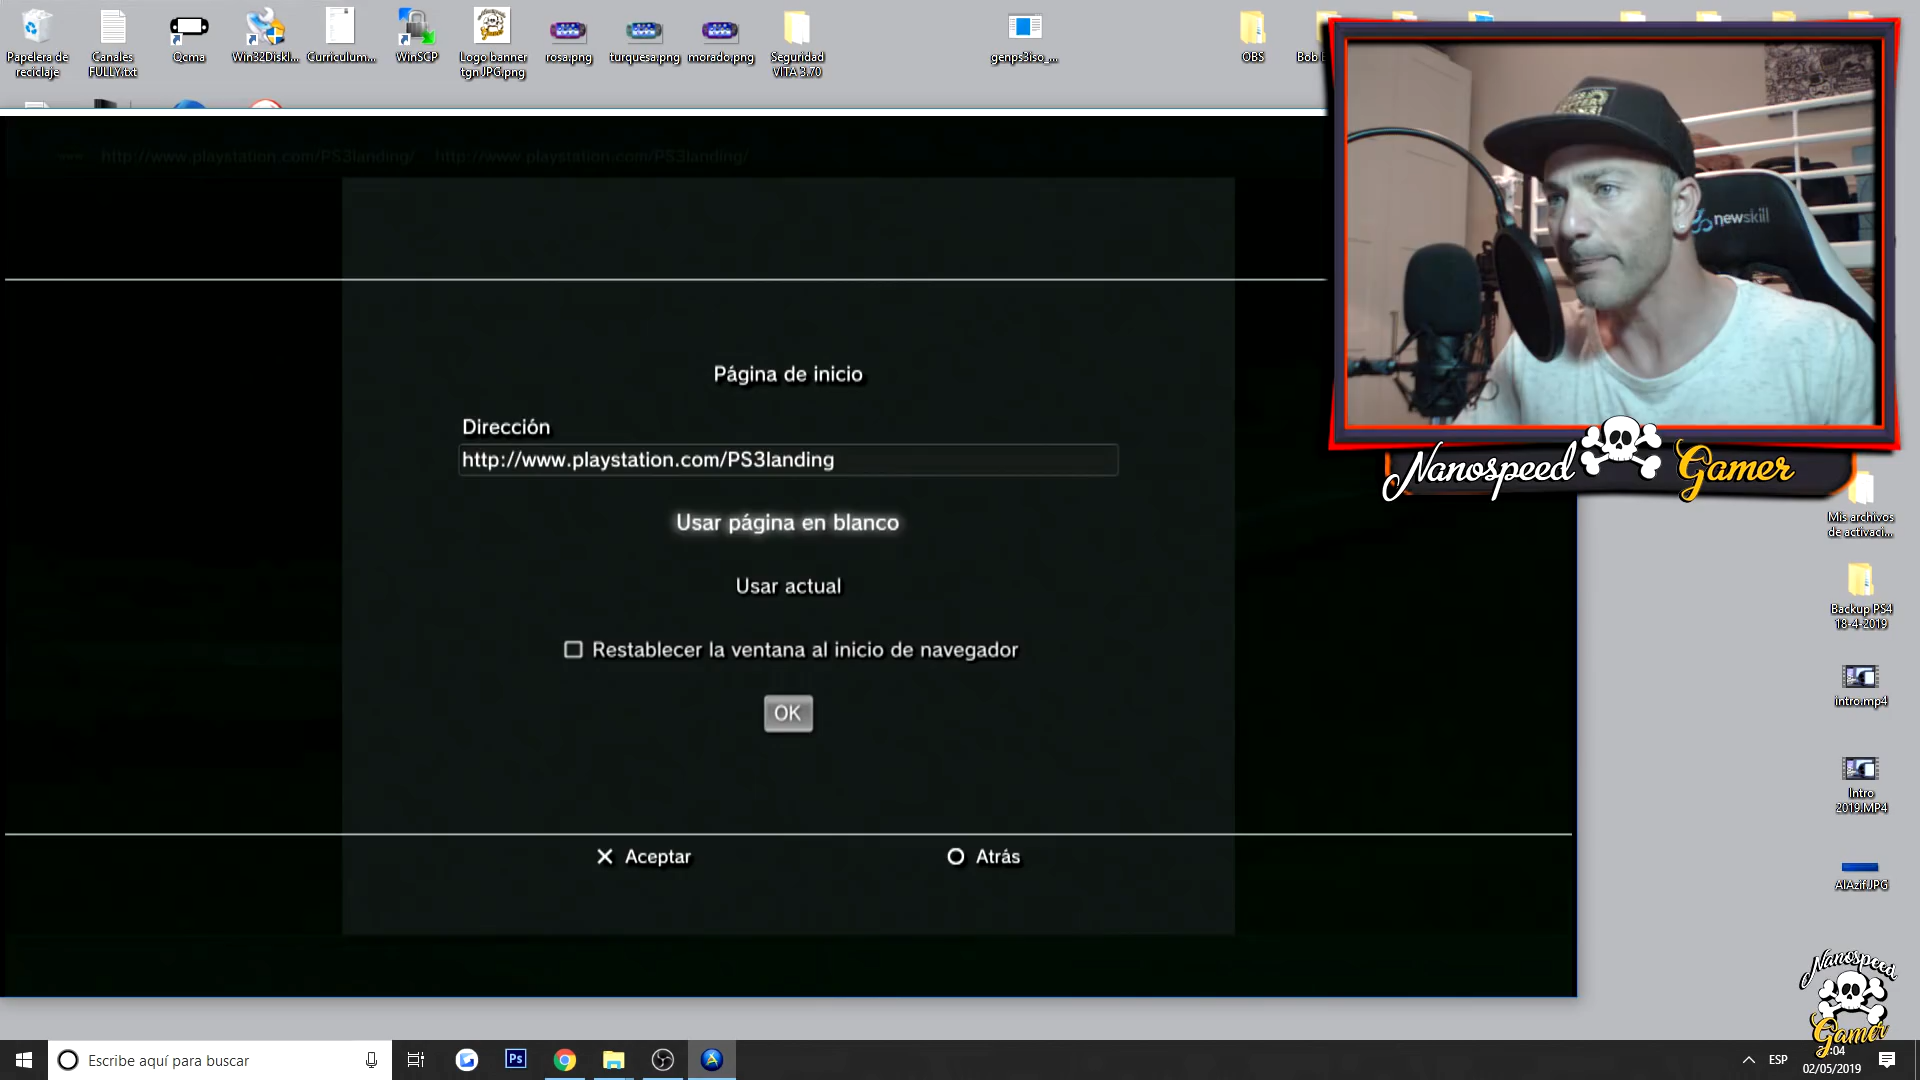 Papelera de
reciclaje
Canales
FULLY.txt
Qcma
Win32DiskI...
Curriculum...
WinSCP
Logo banner
tgn JPG.png
rosa.png
turquesa.png
morado.png
Seguridad
VITA 3.70
genps3iso_...
OBS
http://www.playstation.com/PS3landing/ http://www.playstation.com/PS3landing/
newskill
Página de inicio
Dirección
http://www.playstation.com/PS3landing
Usar página en blanco
Usar actual
Restablecer la ventana al inicio de navegador
OK
Aceptar
Atrás
Nanospeed Gamer
Mis archivos
de activaci...
Backup PS4
18-4-2019
intro.mp4
Intro
2019.MP4
AlAzif.JPG
Nanospeed
Gamer
Escribe aquí para buscar
Ps
ESP
:04
02/05/2019